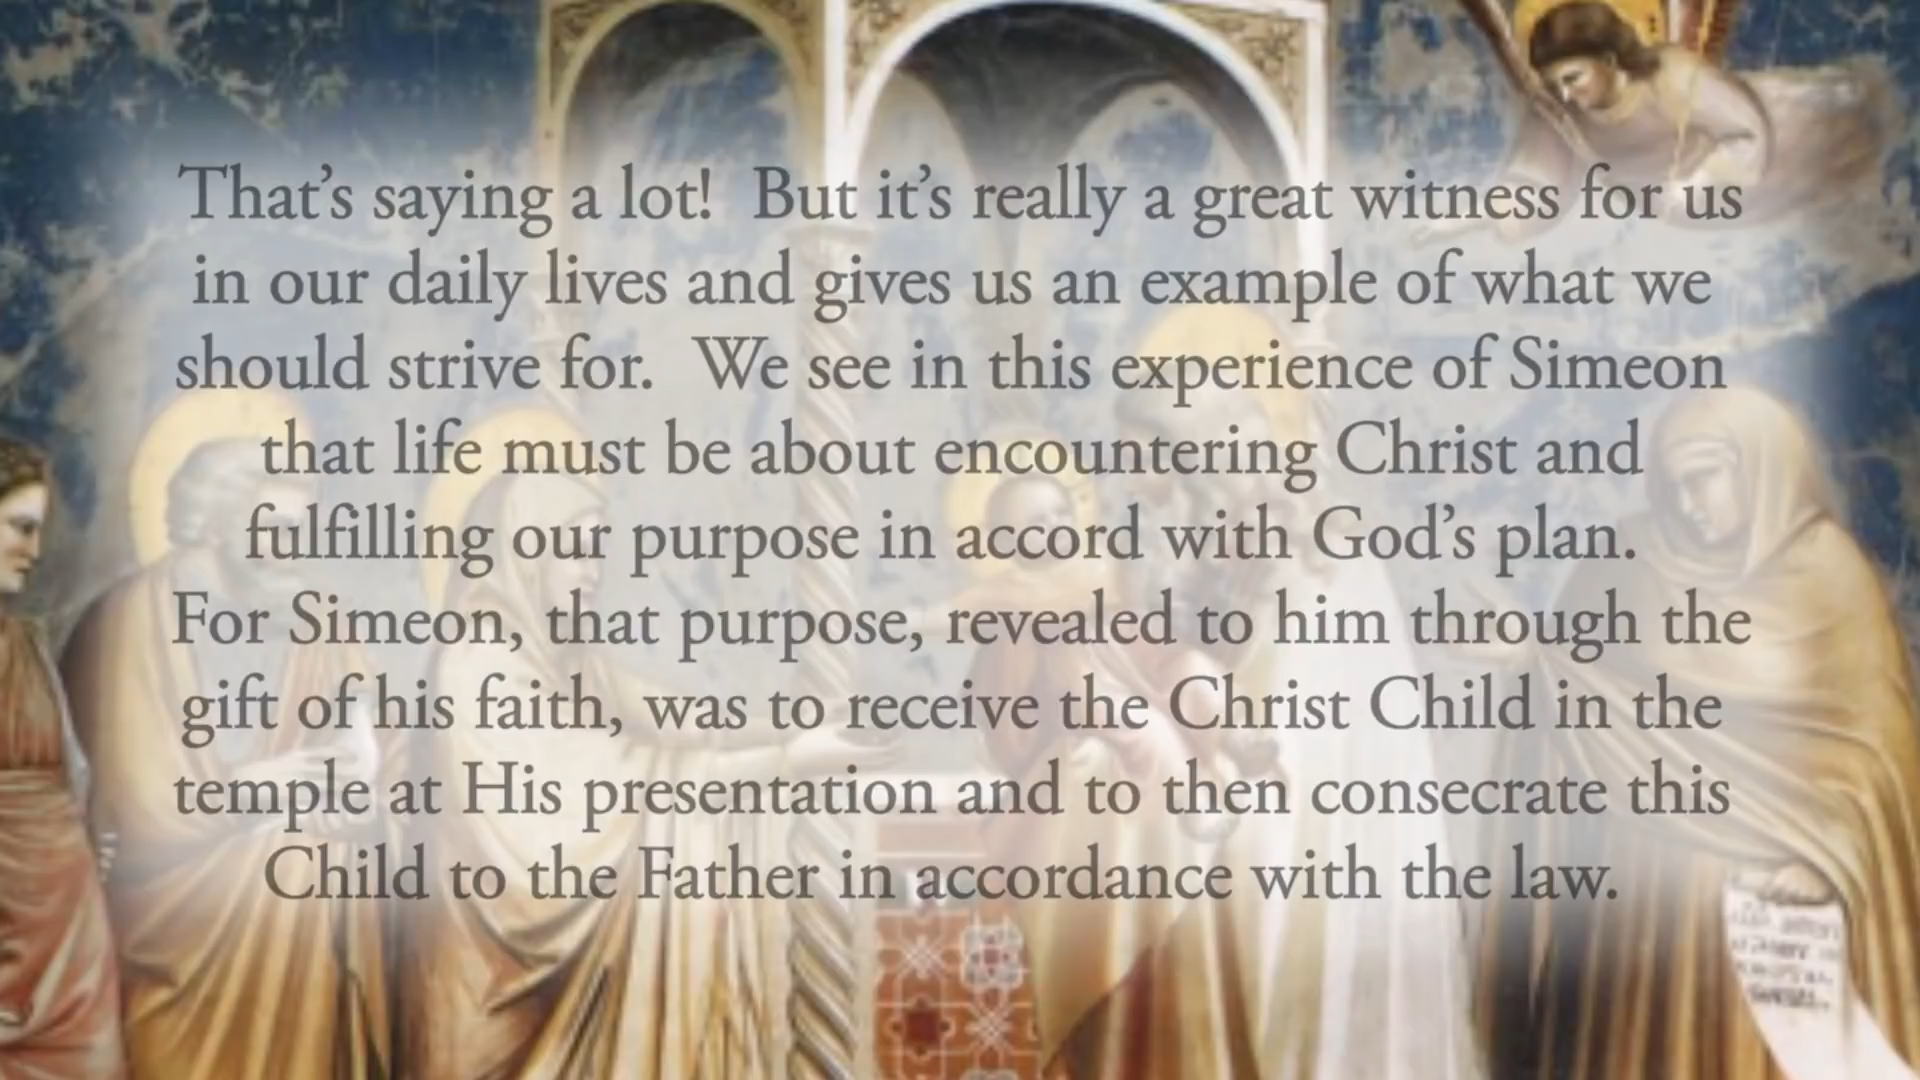 That’s saying a lot!  But it’s really a great witness for us
in our daily lives and gives us an example of what we
should strive for.  We see in this experience of Simeon
that life must be about encountering Christ and
fulfilling our purpose in accord with God’s plan.
For Simeon, that purpose, revealed to him through the
gift of his faith, was to receive the Christ Child in the
temple at His presentation and to then consecrate this
Child to the Father in accordance with the law.